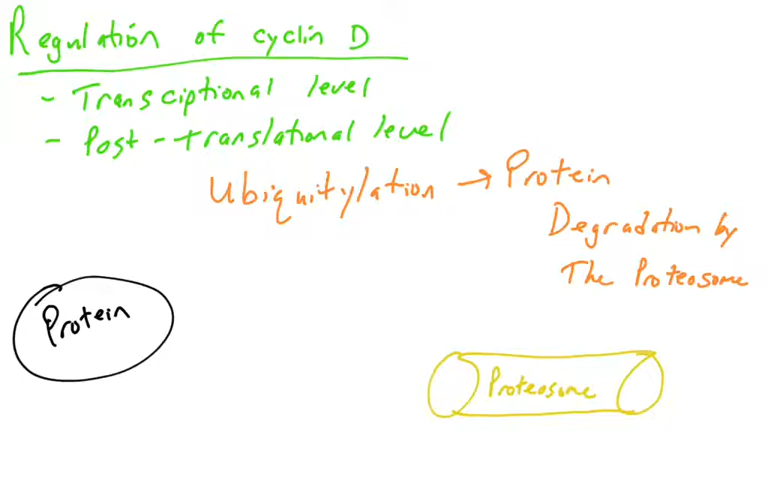 Regulation of cyclin D
- Transciptional level
- Post-translational level
Ubiquitylation → Protein
Degradation by
The Proteosome
Protein
Proteosome